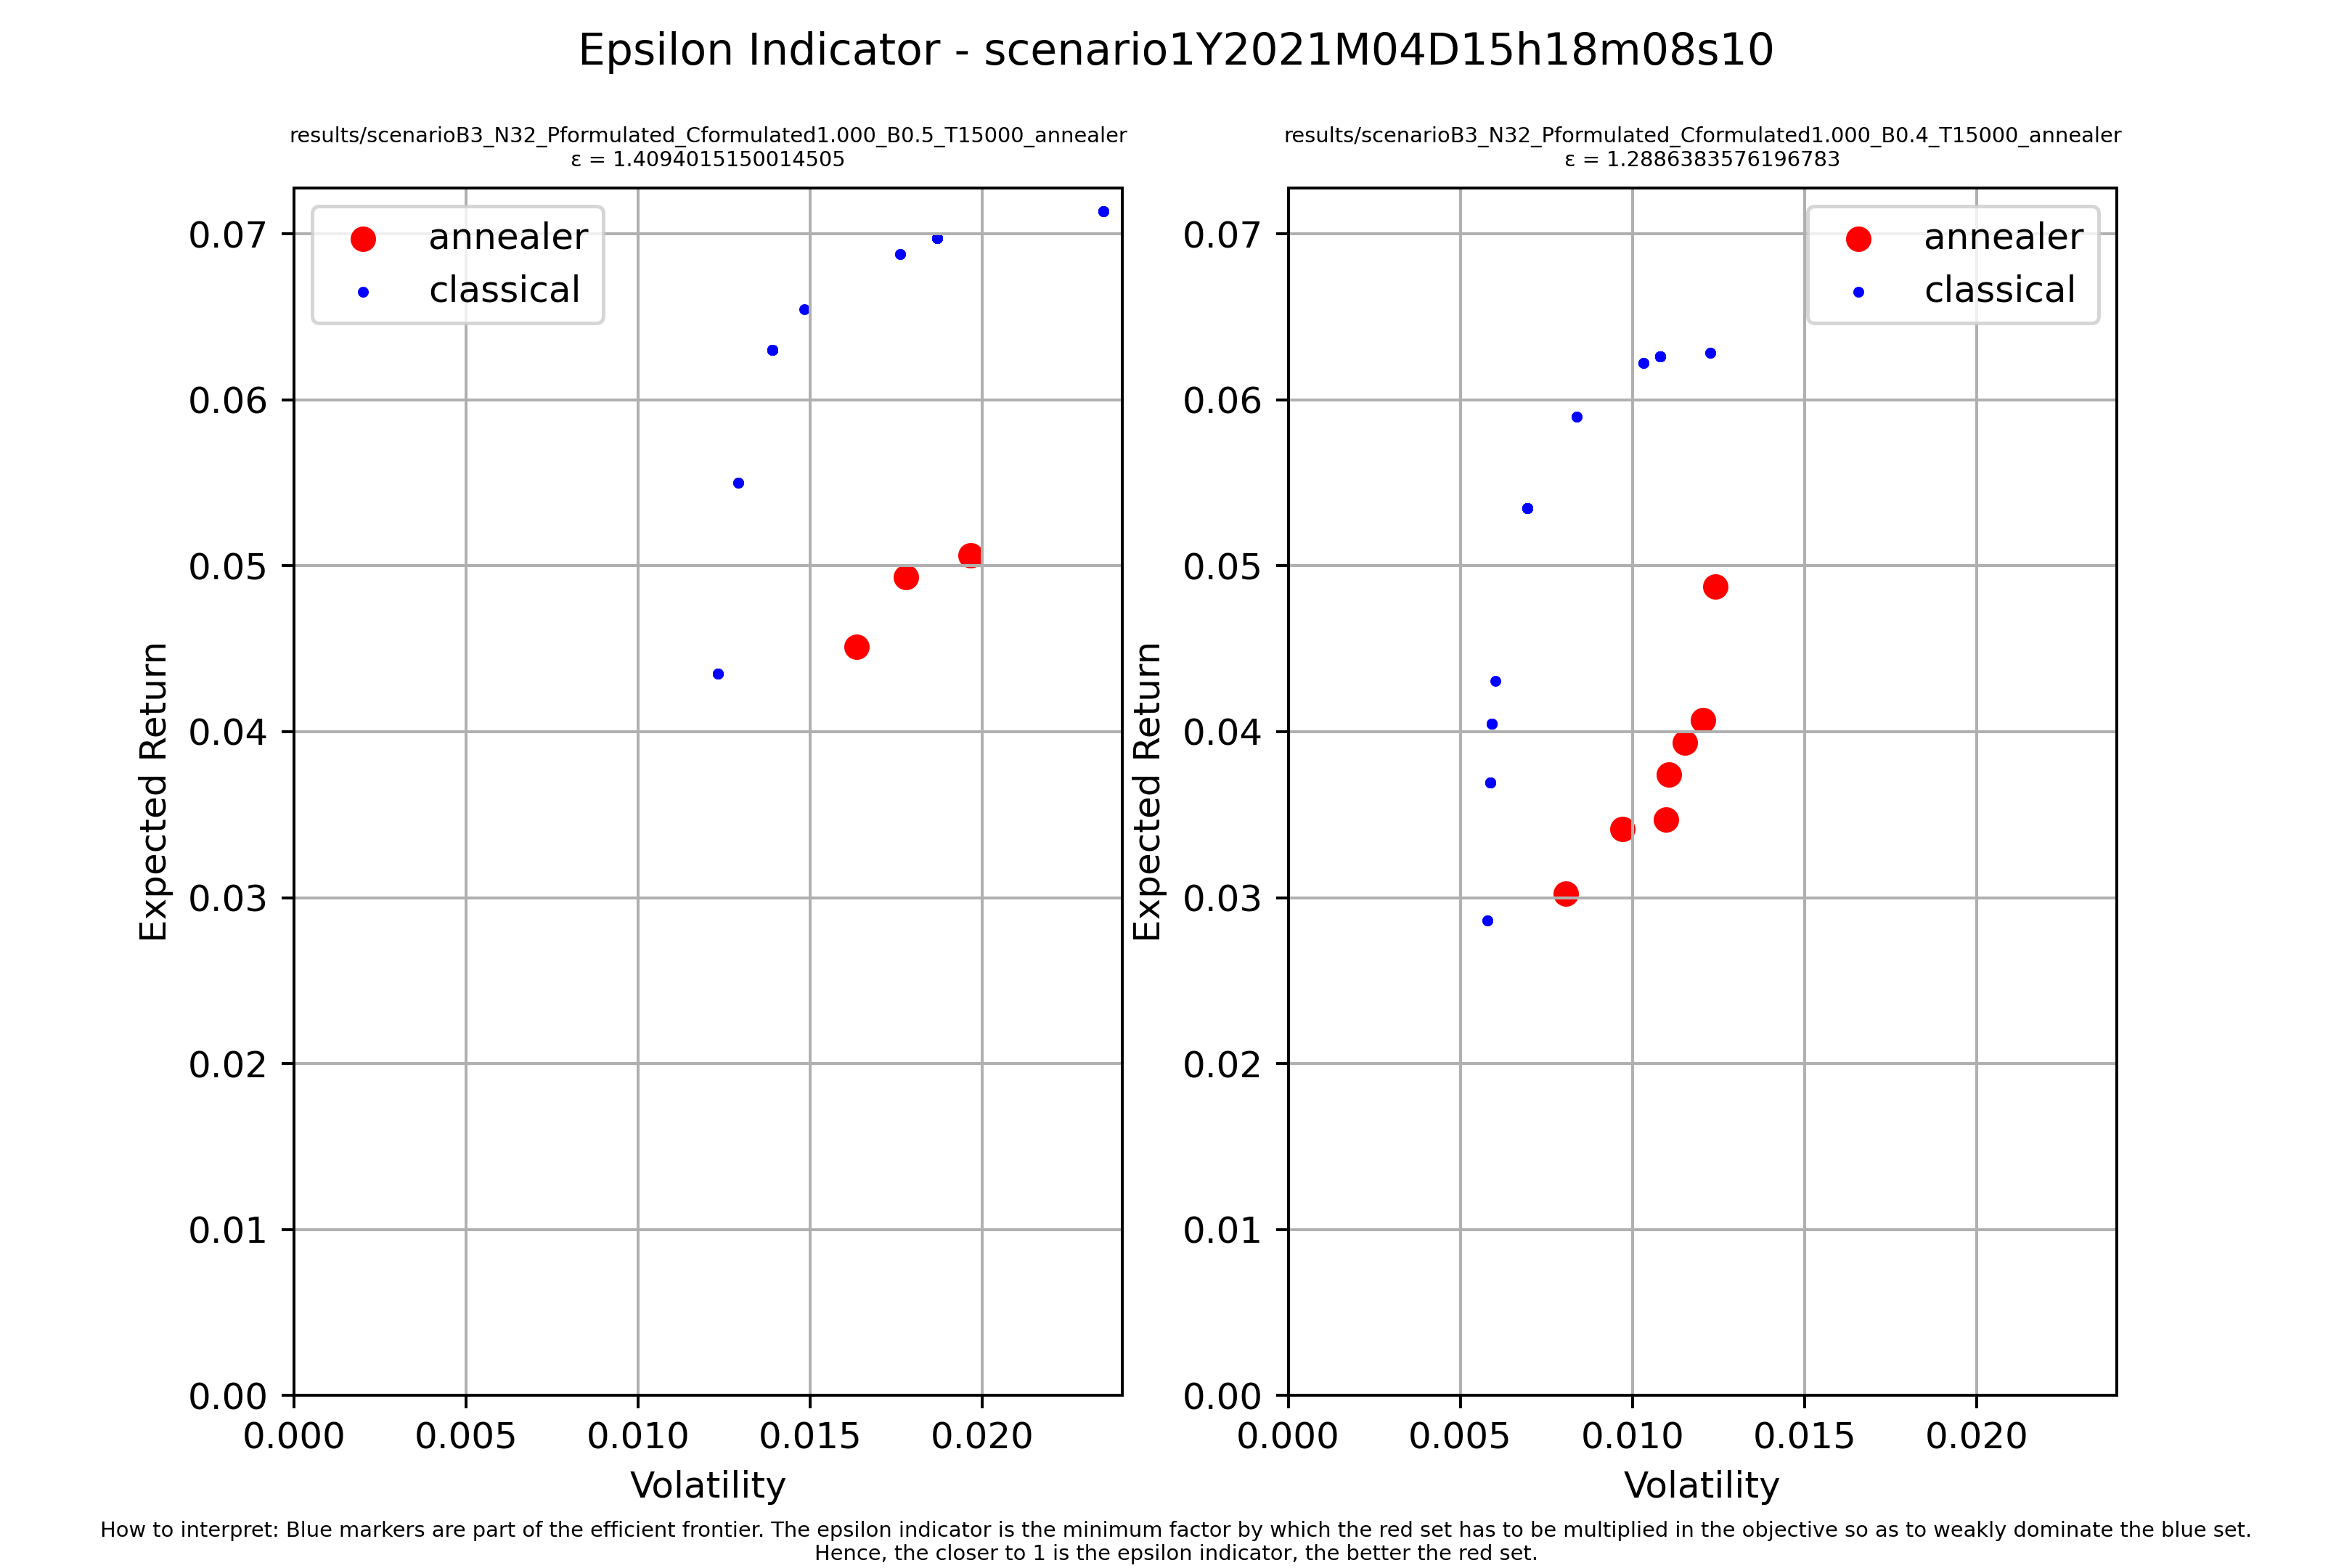 Epsilon Indicator - scenario1Y2021M04D15h18m08s10
results/scenarioB3_N32_Pformulated_Cformulated1.000_B0.5_T15000_annealer
ε = 1.4094015150014505
annealer
classical
0.07
0.06
0.05
0.04
0.03
0.02
0.01
0.00
Expected Return
0.000 0.005 0.010 0.015 0.020
Volatility
results/scenarioB3_N32_Pformulated_Cformulated1.000_B0.4_T15000_annealer
ε = 1.2886383576196783
annealer
classical
0.07
0.06
0.05
0.04
0.03
0.02
0.01
0.00
Expected Return
0.000 0.005 0.010 0.015 0.020
Volatility
How to interpret: Blue markers are part of the efficient frontier. The epsilon indicator is the minimum factor by which the red set has to be multiplied in the objective so as to weakly dominate the blue set.
Hence, the closer to 1 is the epsilon indicator, the better the red set.